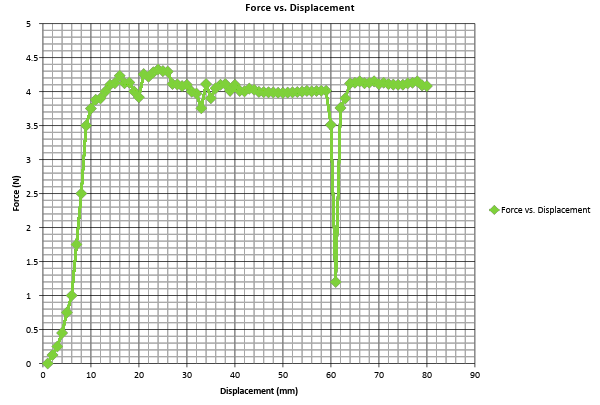 Force vs. Displacement
5
4.5
4
3.5
3
2.5
2
1.5
1
0.5
0
Force (N)
0 10 20 30 40 50 60 70 80 90
Displacement (mm)
Force vs. Displacement